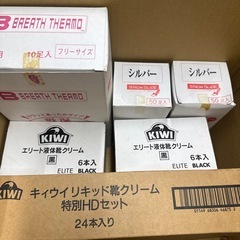 BREATH THERMO
用 10足入 フリーサイズ
シルバー
50足
シルバー
50足
KIWI
エリート液体靴クリーム
黒 6本入
ELITE BLACK
KIWI
エリート液体靴クリーム
黒 6本入
ELITE BLACK
KIWI
キィウイ リキッド靴クリーム
特別HDセット
24本入り